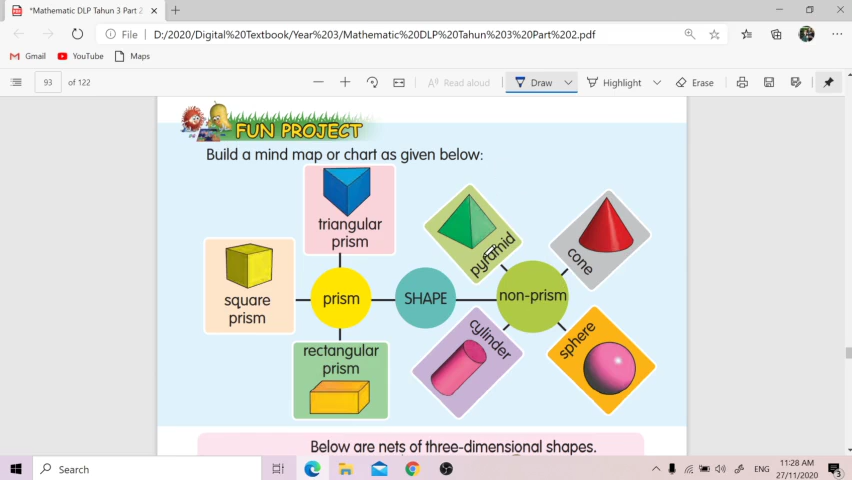 *Mathematic DLP Tahun 3 Part 2
File
D:/2020/Digital%20Textbook/Year%203/Mathematic%20DLP%20Tahun%203%20Part%202.pdf
Gmail
YouTube
Maps
93
of 122
Read aloud
Draw
Highlight
Erase
FUN PROJECT
Build a mind map or chart as given below:
triangular
prism
pyramid
cone
square
prism
prism
SHAPE
non-prism
rectangular
prism
cylinder
sphere
Below are nets of three-dimensional shapes.
Search
ENG
11:28 AM
27/11/2020
3